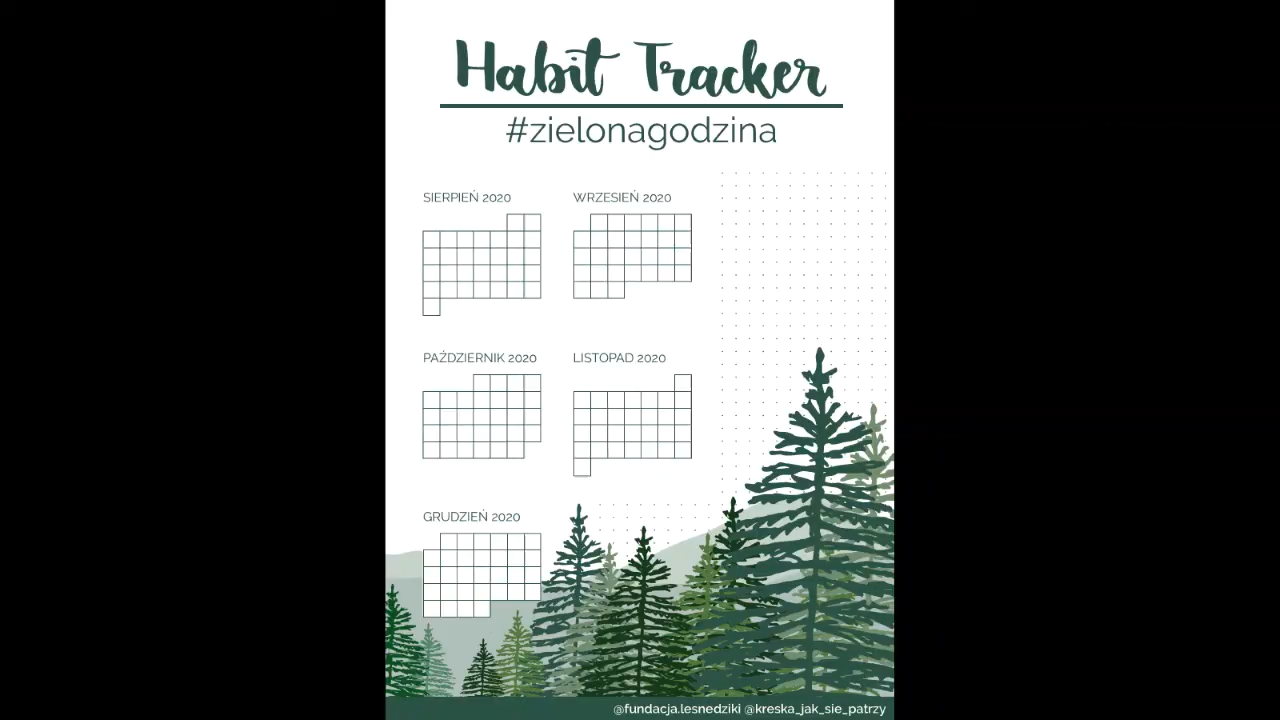 Habit Tracker
#zielonagodzina
SIERPIEŃ 2020
WRZESIEŃ 2020
PAŹDZIERNIK 2020
LISTOPAD 2020
GRUDZIEŃ 2020
@fundacja.lesnedziki @kreska_jak_sie_patrzy